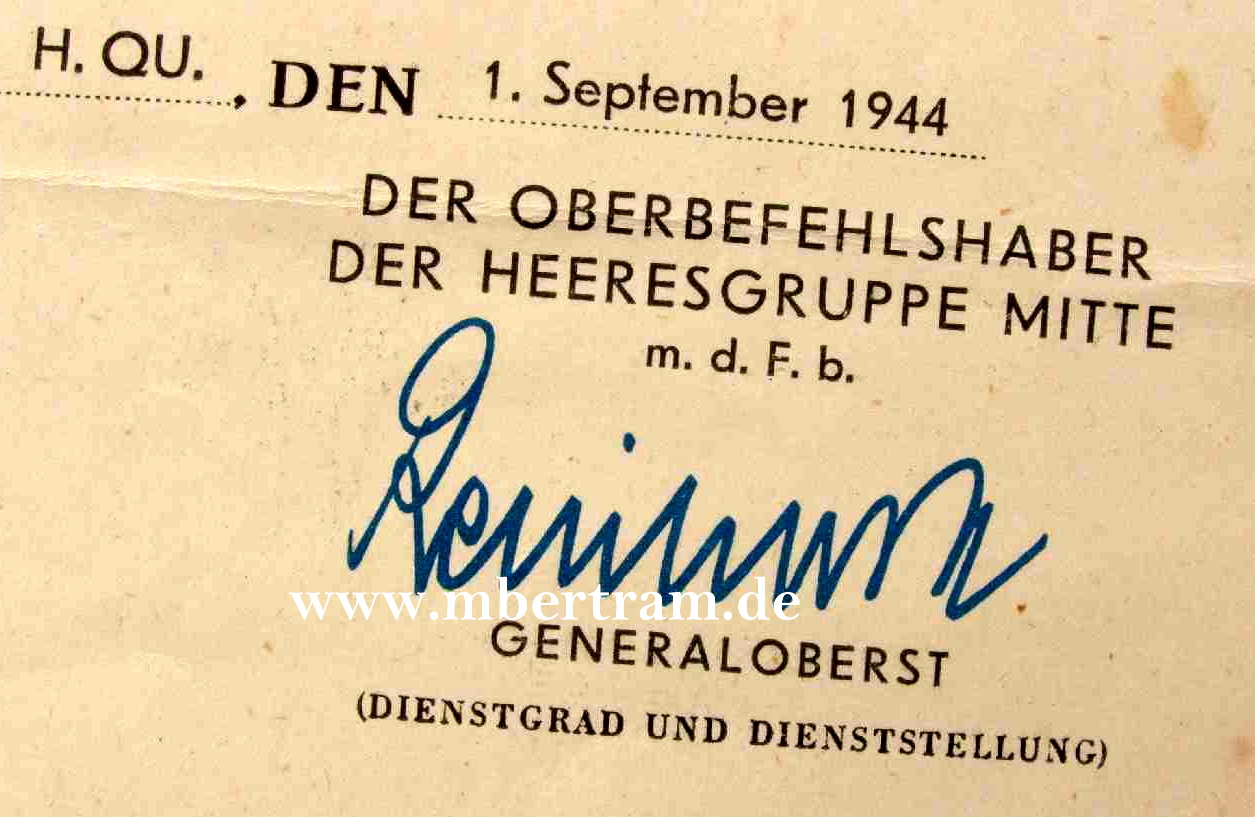 H. QU. , DEN 1. September 1944
DER OBERBEFEHLSHABER
DER HEERESGRUPPE MITTE
m. d. F. b.
www.mbertram.de
GENERALOBERST
(DIENSTGRAD UND DIENSTSTELLUNG)